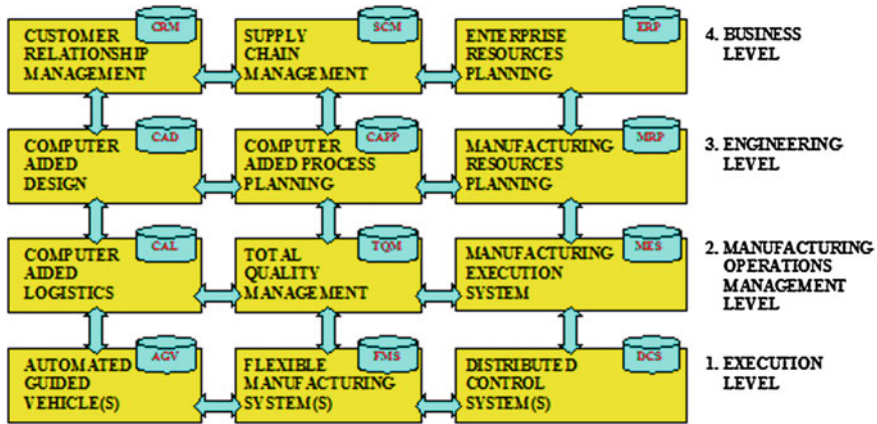 CUSTOMER
RELATIONSHIP
MANAGEMENT
CRM
SUPPLY
CHAIN
MANAGEMENT
SCM
ENTERPRISE
RESOURCES
PLANNING
ERP
4. BUSINESS
LEVEL
COMPUTER
AIDED
DESIGN
CAD
COMPUTER
AIDED PROCESS
PLANNING
CAPP
MANUFACTURING
RESOURCES
PLANNING
MRP
3. ENGINEERING
LEVEL
COMPUTER
AIDED
LOGISTICS
CAL
TOTAL
QUALITY
MANAGEMENT
TQM
MANUFACTURING
EXECUTION
SYSTEM
MES
2. MANUFACTURING
OPERATIONS
MANAGEMENT
LEVEL
AUTOMATED
GUIDED
VEHICLE(S)
AGV
FLEXIBLE
MANUFACTURING
SYSTEM(S)
FMS
DISTRIBUTED
CONTROL
SYSTEM(S)
DCS
1. EXECUTION
LEVEL